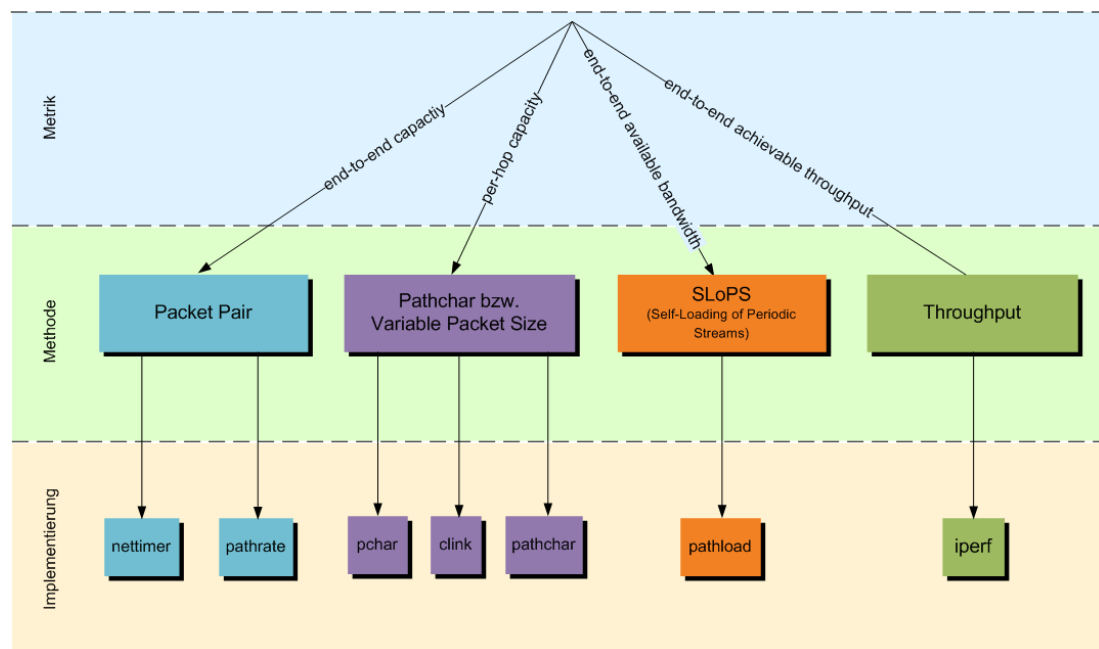 Metrik
end-to-end capactiy
per-hop capacity
end-to-end available bandwidth
end-to-end achievable throughput
Methode
Packet Pair
Pathchar bzw.
Variable Packet Size
SLoPS
(Self-Loading of Periodic
Streams)
Throughput
Implementierung
nettimer
pathrate
pchar
clink
pathchar
pathload
iperf